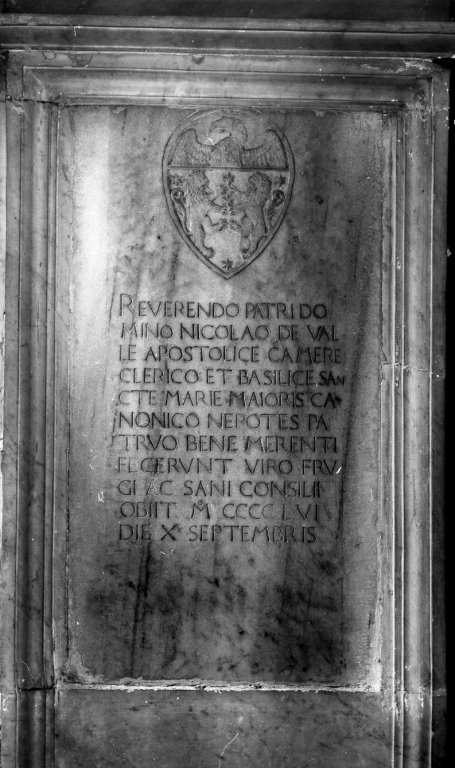 REVERENDO PATRI DO
MINO NICOLAO DE VAL
LE APOSTOLICE CAMERE
CLERICO ET BASILICE SAN
CTE MARIE MAIORIS CA
NONICO NEPOTES PA
TRVO BENE MERENTI
FECERVNT VIRO FRV
GI AC SANI CONSILII
OBIIT M CCCC LVI
DIE X SEPTEMBRIS